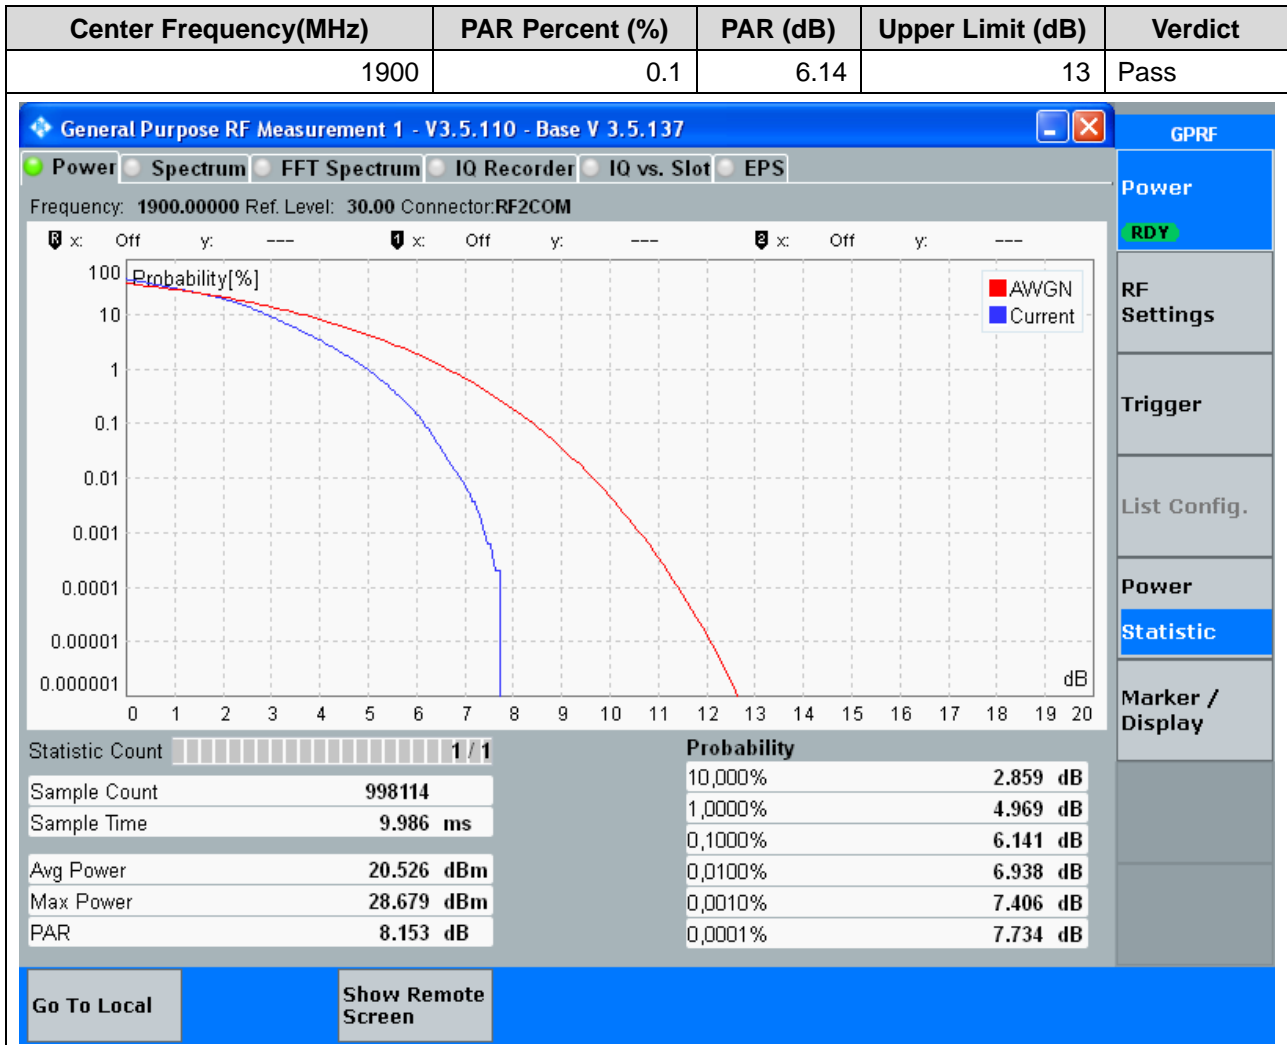 Center Frequency(MHz) PAR Percent (%) PAR (dB) Upper Limit (dB) Verdict
1900 0.1 6.14 13 Pass
General Purpose RF Measurement 1 - V3.5.110 - Base V 3.5.137
GPRF
Power Spectrum FFT Spectrum IQ Recorder IQ vs. Slot EPS
Power
RDY
Frequency: 1900.00000 Ref. Level: 30.00 Connector:RF2COM
R x: Off y: --- 1 x: Off y: --- 2 x: Off y: ---
Probability[%]
AWGN
Current
100
10
1
0.1
0.01
0.001
0.0001
0.00001
0.000001
dB
0 1 2 3 4 5 6 7 8 9 10 11 12 13 14 15 16 17 18 19 20
RF
Settings
Trigger
List Config.
Power
Statistic
Marker /
Display
Statistic Count 1 / 1
Sample Count 998114
Sample Time 9.986 ms
Avg Power 20.526 dBm
Max Power 28.679 dBm
PAR 8.153 dB
Probability
10,000% 2.859 dB
1,0000% 4.969 dB
0,1000% 6.141 dB
0,0100% 6.938 dB
0,0010% 7.406 dB
0,0001% 7.734 dB
Go To Local
Show Remote
Screen